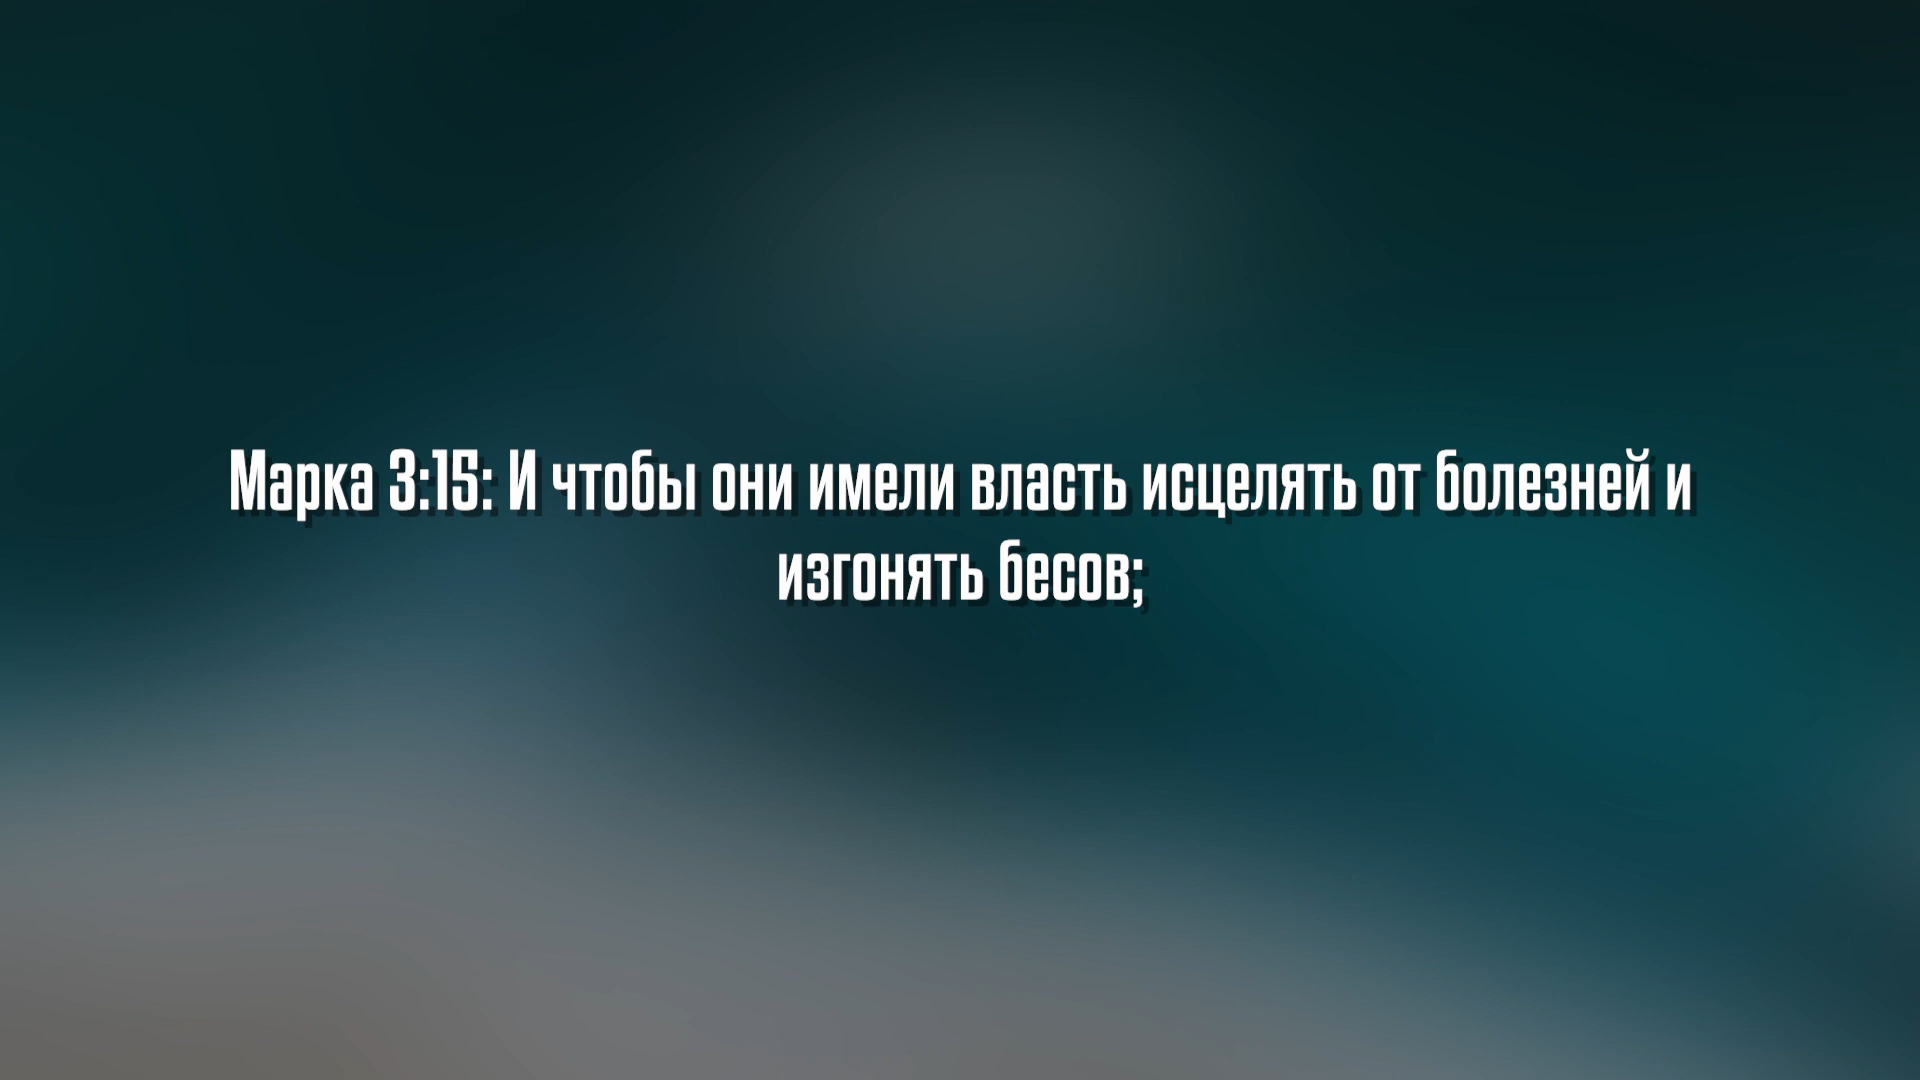 Марка 3:15: И чтобы они имели власть исцелять от болезней и
изгонять бесов;